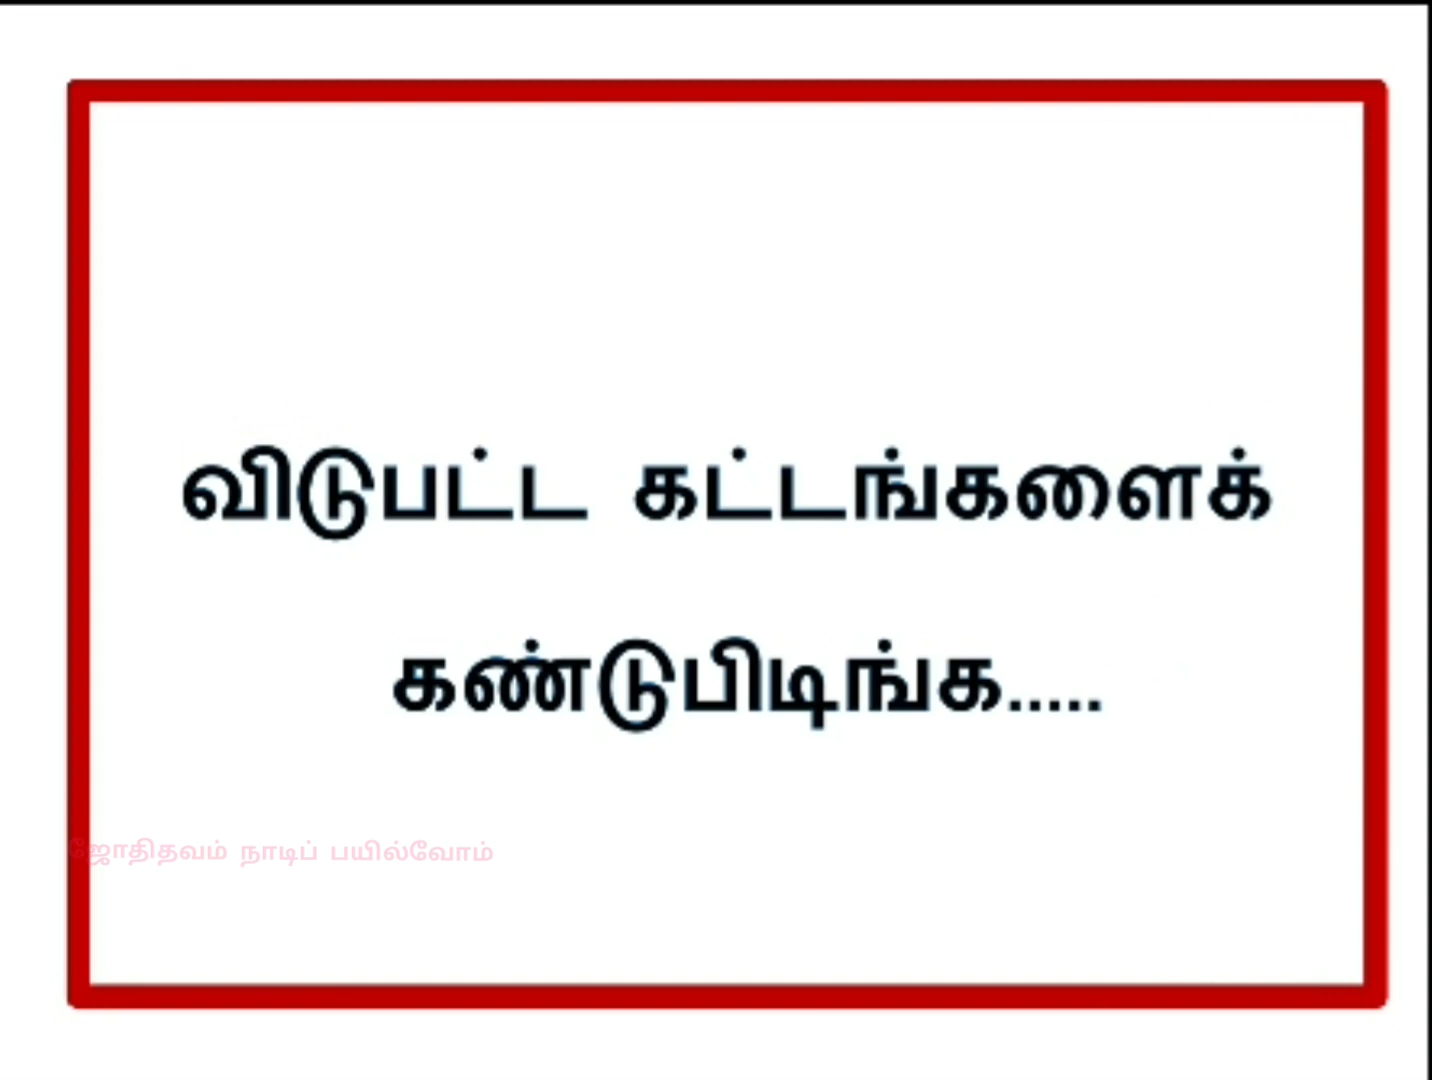 விடுபட்ட கட்டங்களைக்
கண்டுபிடிங்க.....
ஜோதிதவம் நாடிப் பயில்வோம்